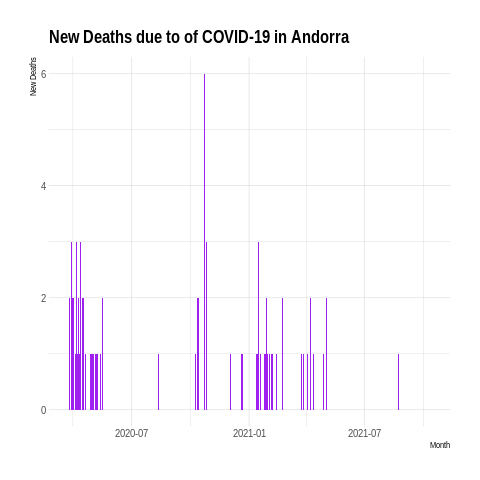 New Deaths due to of COVID-19 in Andorra
New Deaths
6
4
2
0
2020-07 2021-01 2021-07
Month